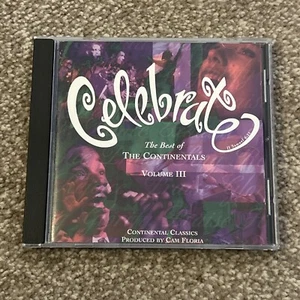 Celebrate
The Best of
THE CONTINENTALS
VOLUME III
CONTINENTAL CLASSICS
PRODUCED BY CAM FLORIA